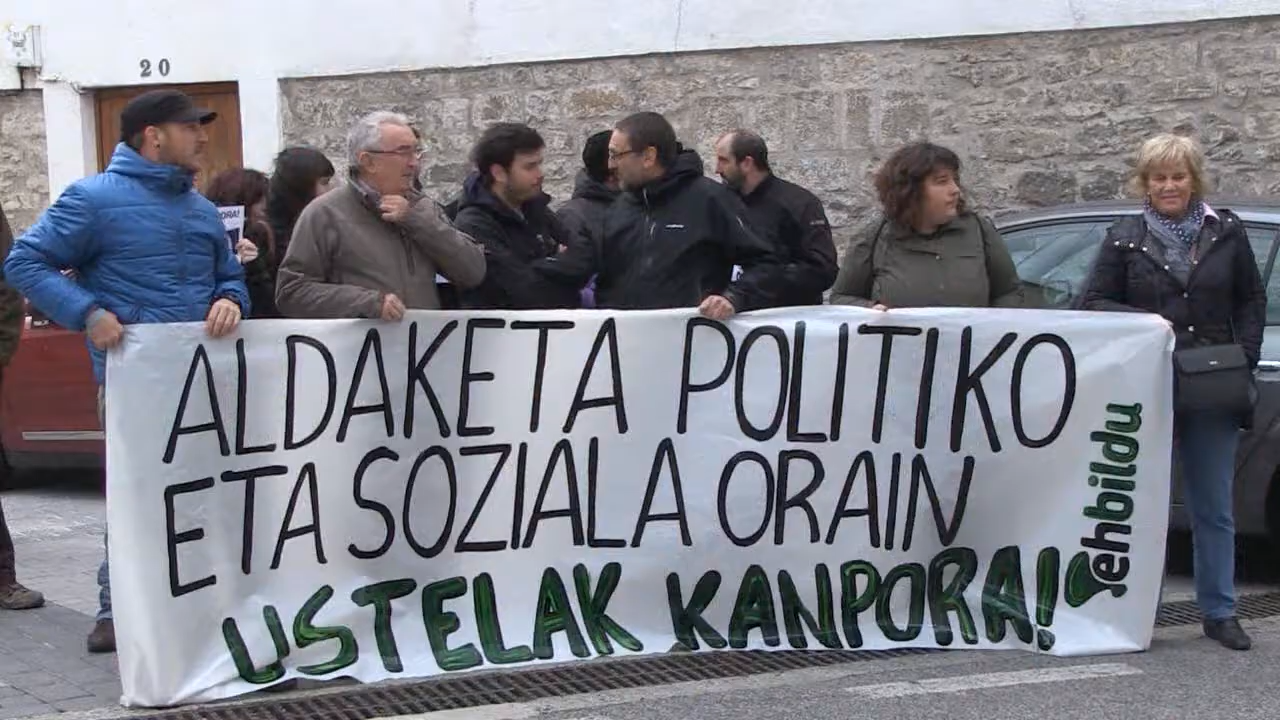 20
ALDAKETA POLITIKO
ETA SOZIALA ORAIN
USTELAK KANPORA!
ehbildu